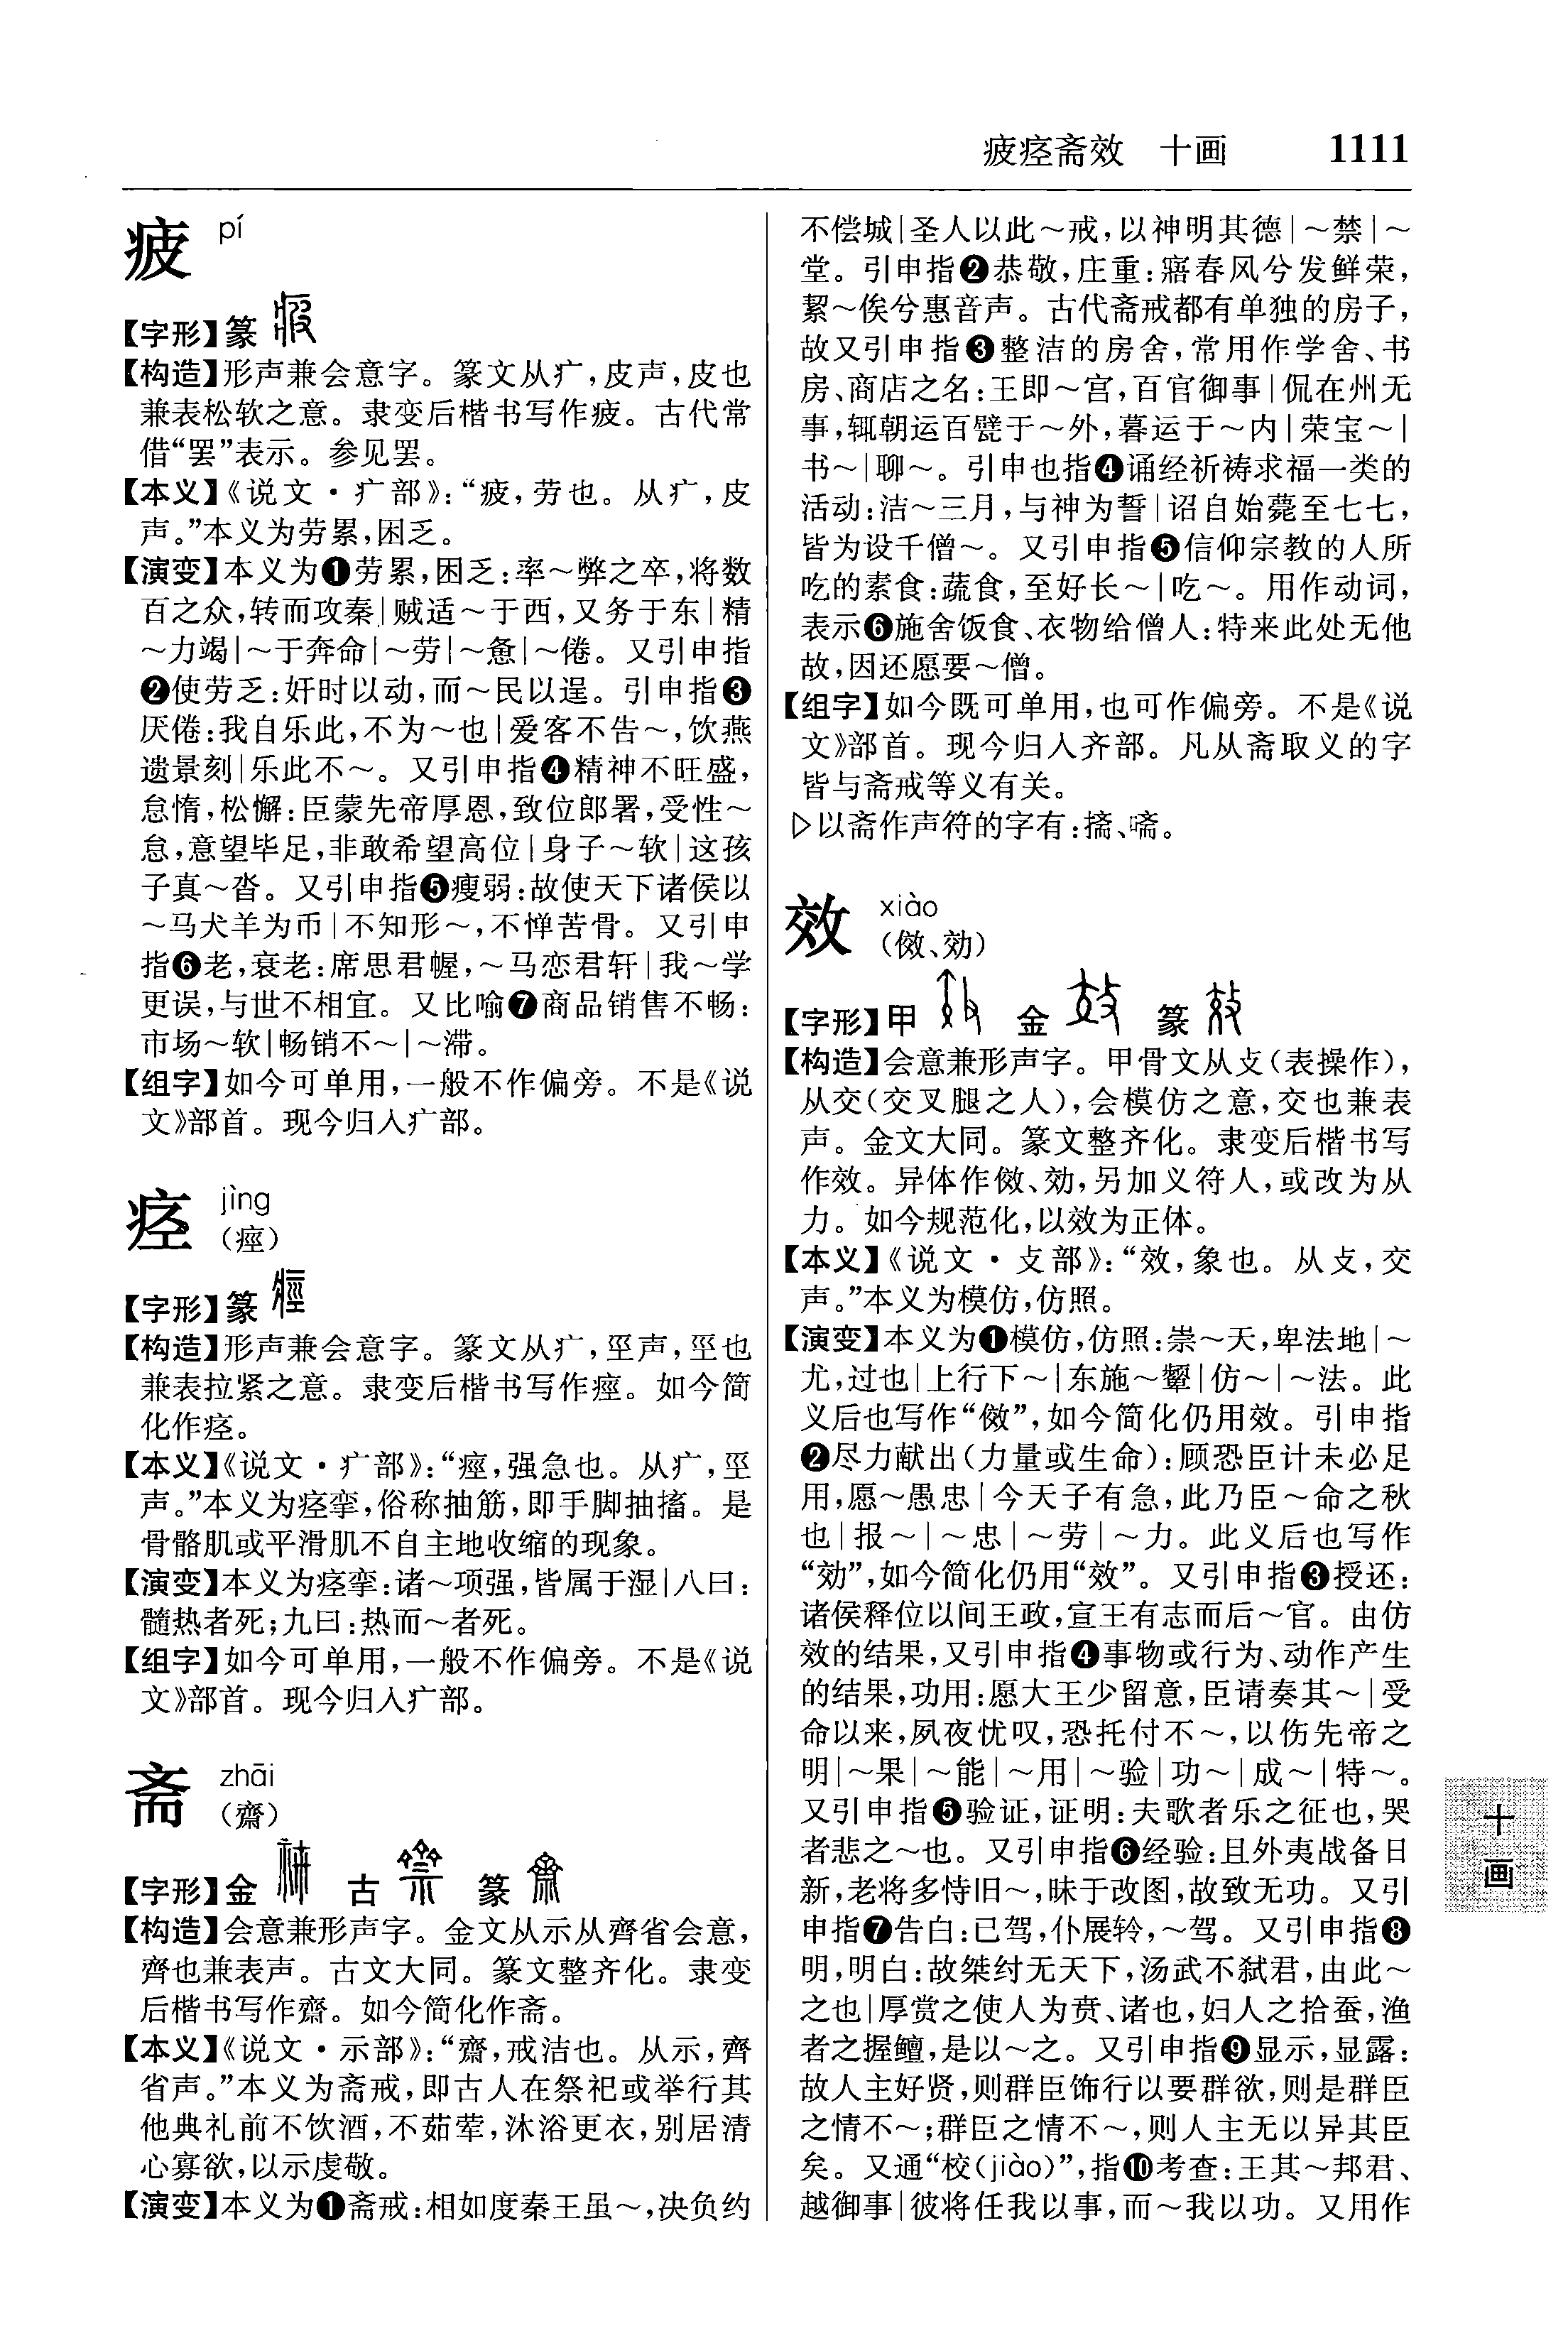 疲痉斋效　十画　1111
疲 pí
【字形】篆
【构造】形声兼会意字。篆文从疒,皮声,皮也
兼表松软之意。隶变后楷书写作疲。古代常
借“罢”表示。参见罢。
【本义】《说文·疒部》:“疲,劳也。从疒,皮
声。”本义为劳累,困乏。
【演变】本义为❶劳累,困乏:率～弊之卒,将数
百之众,转而攻秦|贼适～于西,又务于东|精
～力竭|～于奔命|～劳|～惫|～倦。又引申指
❷使劳乏:奸时以动,而～民以逞。引申指❸
厌倦:我自乐此,不为～也|爱客不告～,饮燕
遗景刻|乐此不～。又引申指❹精神不旺盛,
怠惰,松懈:臣蒙先帝厚恩,致位郎署,受性～
怠,意望毕足,非敢希望高位|身子～软|这孩
子真～沓。又引申指❺瘦弱:故使天下诸侯以
～马犬羊为币|不知形～,不惮苦骨。又引申
指❻老,衰老:席思君幄,～马恋君轩|我～学
更误,与世不相宜。又比喻❼商品销售不畅:
市场～软|畅销不～|～滞。
【组字】如今可单用,一般不作偏旁。不是《说
文》部首。现今归入疒部。
痉 jìng
（痙）
【字形】篆
【构造】形声兼会意字。篆文从疒,巠声,巠也
兼表拉紧之意。隶变后楷书写作痙。如今简
化作痉。
【本义】《说文·疒部》:“痙,强急也。从疒,巠
声。”本义为痉挛,俗称抽筋,即手脚抽搐。是
骨骼肌或平滑肌不自主地收缩的现象。
【演变】本义为痉挛:诸～项强,皆属于湿|八曰:
髓热者死;九曰:热而～者死。
【组字】如今可单用,一般不作偏旁。不是《说
文》部首。现今归入疒部。
斋 zhāi
（齋）
【字形】金　古　篆
【构造】会意兼形声字。金文从示从齊省会意,
齊也兼表声。古文大同。篆文整齐化。隶变
后楷书写作齋。如今简化作斋。
【本义】《说文·示部》:“齋,戒洁也。从示,齊
省声。”本义为斋戒,即古人在祭祀或举行其
他典礼前不饮酒,不茹荤,沐浴更衣,别居清
心寡欲,以示虔敬。
【演变】本义为❶斋戒:相如度秦王虽～,决负约
不偿城|圣人以此～戒,以神明其德|～禁|～
堂。引申指❷恭敬,庄重:寤春风兮发鲜荣,
絜～俟兮惠音声。古代斋戒都有单独的房子,
故又引申指❸整洁的房舍,常用作学舍、书
房、商店之名:王即～宫,百官御事|侃在州无
事,辄朝运百甓于～外,暮运于～内|荣宝～|
书～|聊～。引申也指❹诵经祈祷求福一类的
活动:洁～三月,与神为誓|诏自始薨至七七,
皆为设千僧～。又引申指❺信仰宗教的人所
吃的素食:蔬食,至好长～|吃～。用作动词,
表示❻施舍饭食、衣物给僧人:特来此处无他
故,因还愿要～僧。
【组字】如今既可单用,也可作偏旁。不是《说
文》部首。现今归入齐部。凡从斋取义的字
皆与斋戒等义有关。
▷以斋作声符的字有:𢵄、㖢。
效 xiào
（傚、効）
【字形】甲　金　篆
【构造】会意兼形声字。甲骨文从攴(表操作),
从交(交叉腿之人),会模仿之意,交也兼表
声。金文大同。篆文整齐化。隶变后楷书写
作效。异体作傚、効,另加义符人,或改为从
力。如今规范化,以效为正体。
【本义】《说文·攴部》:“效,象也。从攴,交
声。”本义为模仿,仿照。
【演变】本义为❶模仿,仿照:崇～天,卑法地|～
尤,过也|上行下～|东施～颦|仿～|～法。此
义后也写作“傚”,如今简化仍用效。引申指
❷尽力献出(力量或生命):顾恐臣计未必足
用,愿～愚忠|今天子有急,此乃臣～命之秋
也|报～|～忠|～劳|～力。此义后也写作
“効”,如今简化仍用“效”。又引申指❸授还:
诸侯释位以间王政,宣王有志而后～官。由仿
效的结果,又引申指❹事物或行为、动作产生
的结果,功用:愿大王少留意,臣请奏其～|受
命以来,夙夜忧叹,恐托付不～,以伤先帝之
明|～果|～能|～用|～验|功～|成～|特～。
又引申指❺验证,证明:夫歌者乐之征也,哭
者悲之～也。又引申指❻经验:且外夷战备日
新,老将多恃旧～,昧于改图,故致无功。又引
申指❼告白:已驾,仆展轸,～驾。又引申指❽
明,明白:故桀纣无天下,汤武不弑君,由此～
之也|厚赏之使人为贲、诸也,妇人之拾蚕,渔
者之握鳣,是以～之。又引申指❾显示,显露:
故人主好贤,则群臣饰行以要群欲,则是群臣
之情不～;群臣之情不～,则人主无以异其臣
矣。又通“校(jiào)”,指❿考查:王其～邦君、
越御事|彼将任我以事,而～我以功。又用作
十画